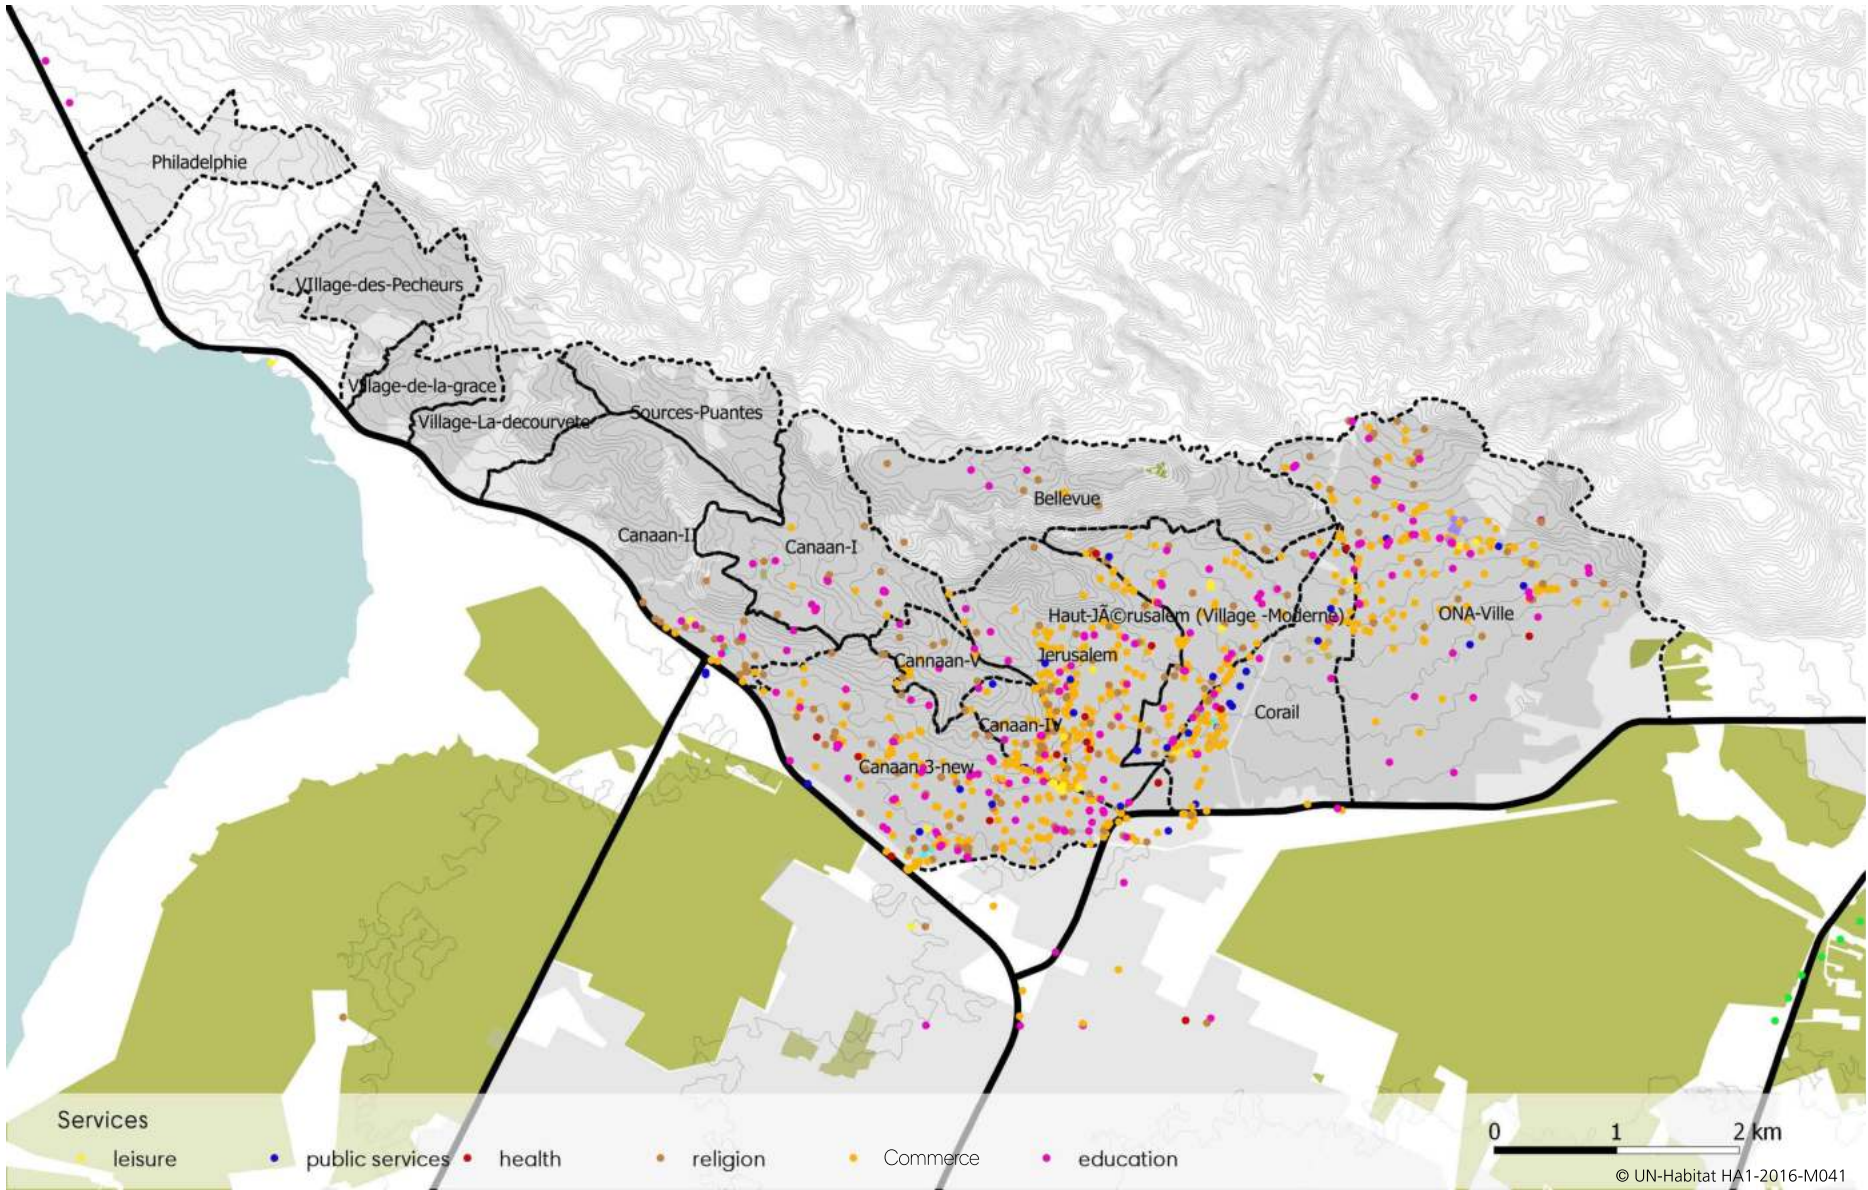 Philadelphie
VIllage-des-Pecheurs
Village-de-la-grace
Village-La-decourvete
Sources-Puantes
Bellevue
Canaan-II
Canaan-I
Haut-JÃ©rusalem (Village -Moderne)
ONA-Ville
Cannaan-V
Jerusalem
Corail
Canaan-IV
Canaan 3-new
Services
leisure
public services
health
religion
Commerce
education
0 1 2 km
© UN-Habitat HA1-2016-M041